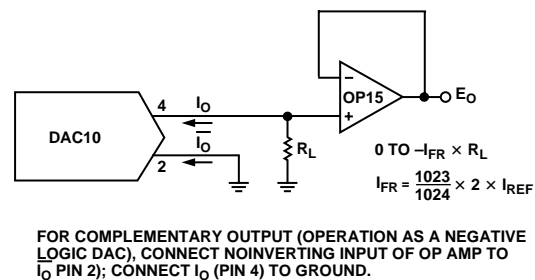 4
I̅O̅
IO
DAC10
2
IO
RL
−
OP15
+
EO
0 TO –IFR × RL
IFR = 1023/1024 × 2 × IREF
FOR COMPLEMENTARY OUTPUT (OPERATION AS A NEGATIVE
LOGIC DAC), CONNECT NOINVERTING INPUT OF OP AMP TO
I̅O̅ PIN 2); CONNECT IO (PIN 4) TO GROUND.